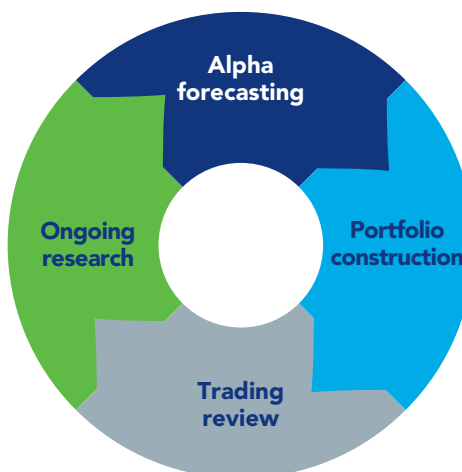 Alpha
forecasting
Portfolio
construction
Trading
review
Ongoing
research